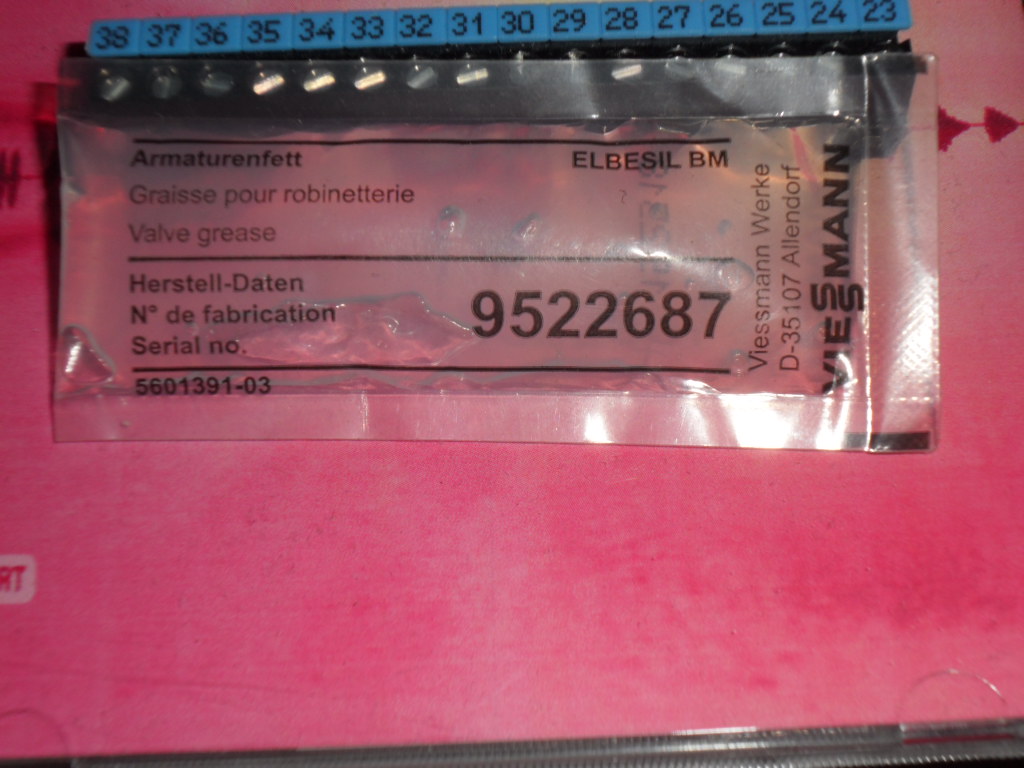 38 37 36 35 34 33 32 31 30 29 28 27 26 25 24 23
Armaturenfett ELBESIL BM
Graisse pour robinetterie
Valve grease
Herstell-Daten
N° de fabrication
Serial no.
9522687
5601391-03
Viessmann Werke
D-35107 Allendorf
VIESSMANN
RT